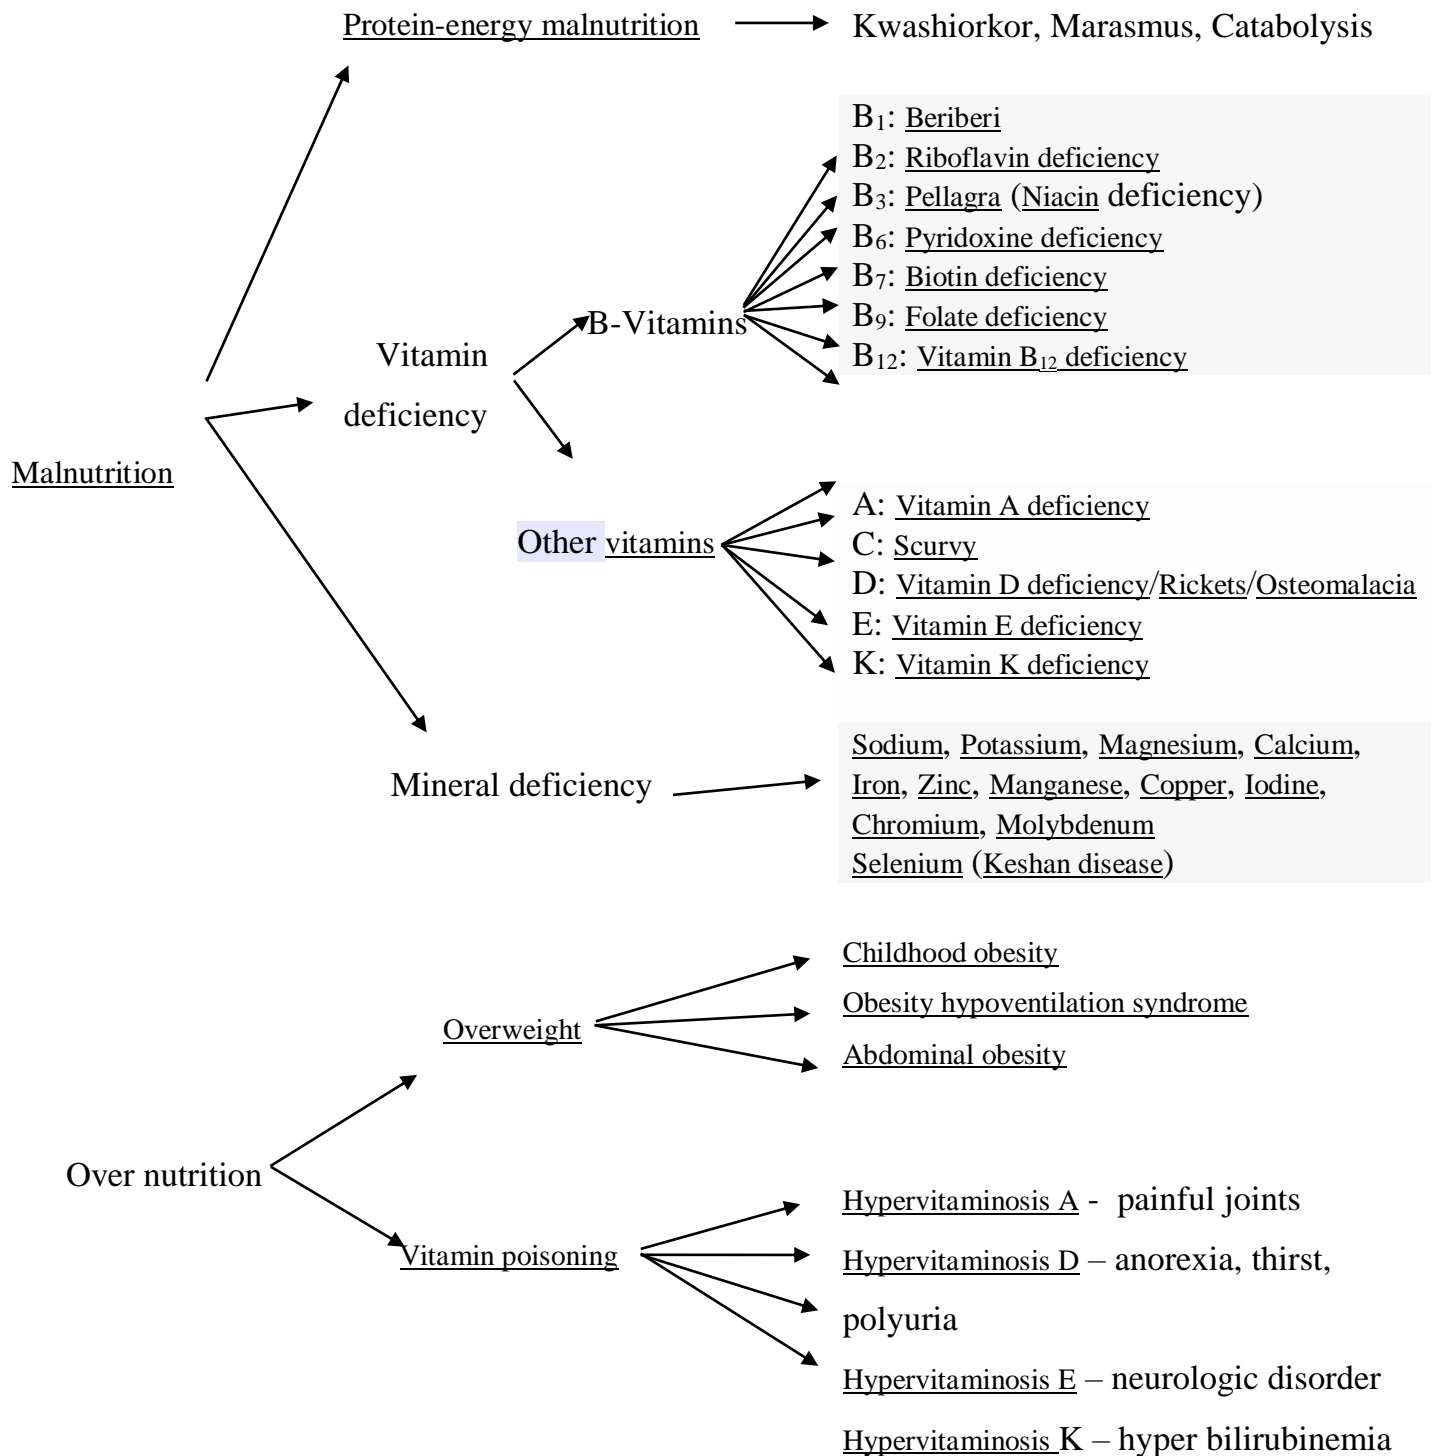 Protein-energy malnutrition
Kwashiorkor, Marasmus, Catabolysis
B1: Beriberi
B2: Riboflavin deficiency
B3: Pellagra (Niacin deficiency)
B6: Pyridoxine deficiency
B7: Biotin deficiency
B9: Folate deficiency
B12: Vitamin B12 deficiency
B-Vitamins
Vitamin
deficiency
Malnutrition
Other vitamins
A: Vitamin A deficiency
C: Scurvy
D: Vitamin D deficiency/Rickets/Osteomalacia
E: Vitamin E deficiency
K: Vitamin K deficiency
Mineral deficiency
Sodium, Potassium, Magnesium, Calcium,
Iron, Zinc, Manganese, Copper, Iodine,
Chromium, Molybdenum
Selenium (Keshan disease)
Over nutrition
Overweight
Childhood obesity
Obesity hypoventilation syndrome
Abdominal obesity
Vitamin poisoning
Hypervitaminosis A - painful joints
Hypervitaminosis D – anorexia, thirst,
polyuria
Hypervitaminosis E – neurologic disorder
Hypervitaminosis K – hyper bilirubinemia